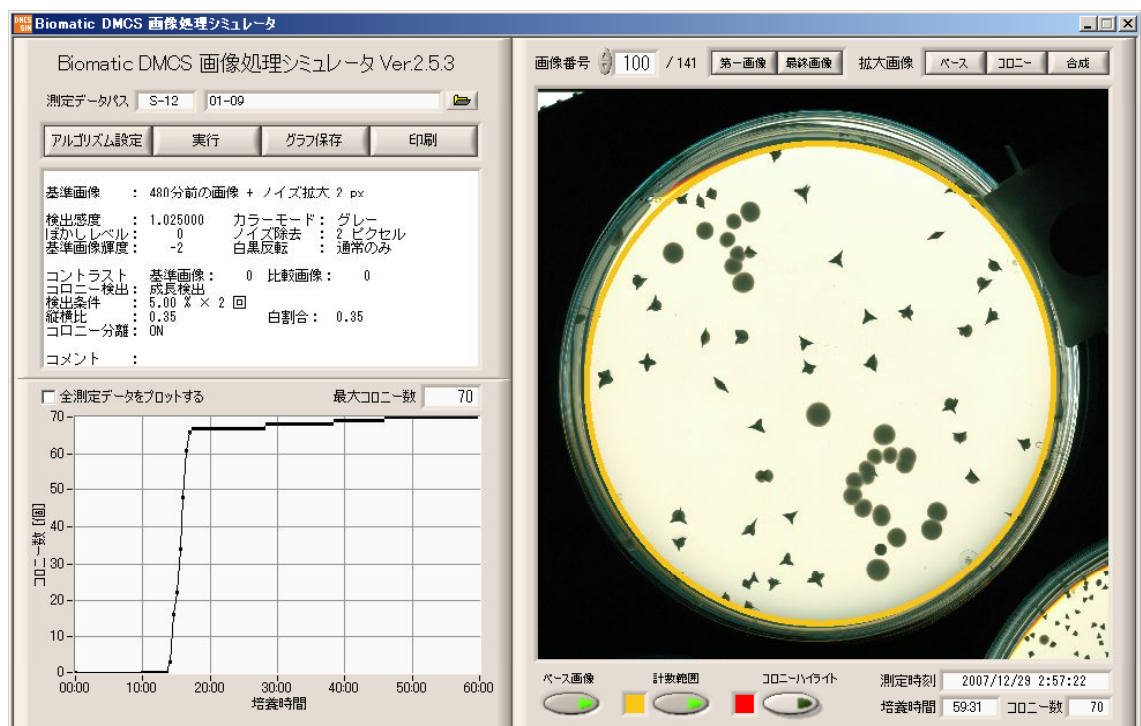 Biomatic DMCS 画像処理シミュレータ
Biomatic DMCS 画像処理シミュレータ Ver.2.5.3
測定データパス S-12 01-09
アルゴリズム設定 実行 グラフ保存 印刷
基準画像 : 480分前の画像 + ノイズ拡大 2 px
検出感度 : 1.025000 カラーモード : グレー
ぼかしレベル : 0 ノイズ除去 : 2 ピクセル
基準画像輝度 : -2 白黒反転 : 通常のみ
コントラスト 基準画像 : 0 比較画像 : 0
コロニー検出 : 成長検出
検出条件 : 5.00 % × 2 回
縦横比 : 0.35 白割合 : 0.35
コロニー分離 : ON
コメント :
全測定データをプロットする 最大コロニー数 70
70
60
50
40
30
20
10
0
コロニー数 [個]
00:00 10:00 20:00 30:00 40:00 50:00 60:00
培養時間
画像番号 100 / 141 第一画像 最終画像 拡大画像 ベース コロニー 合成
ベース画像 計数範囲 コロニーハイライト 測定時刻 2007/12/29 2:57:22
培養時間 59:31 コロニー数 70